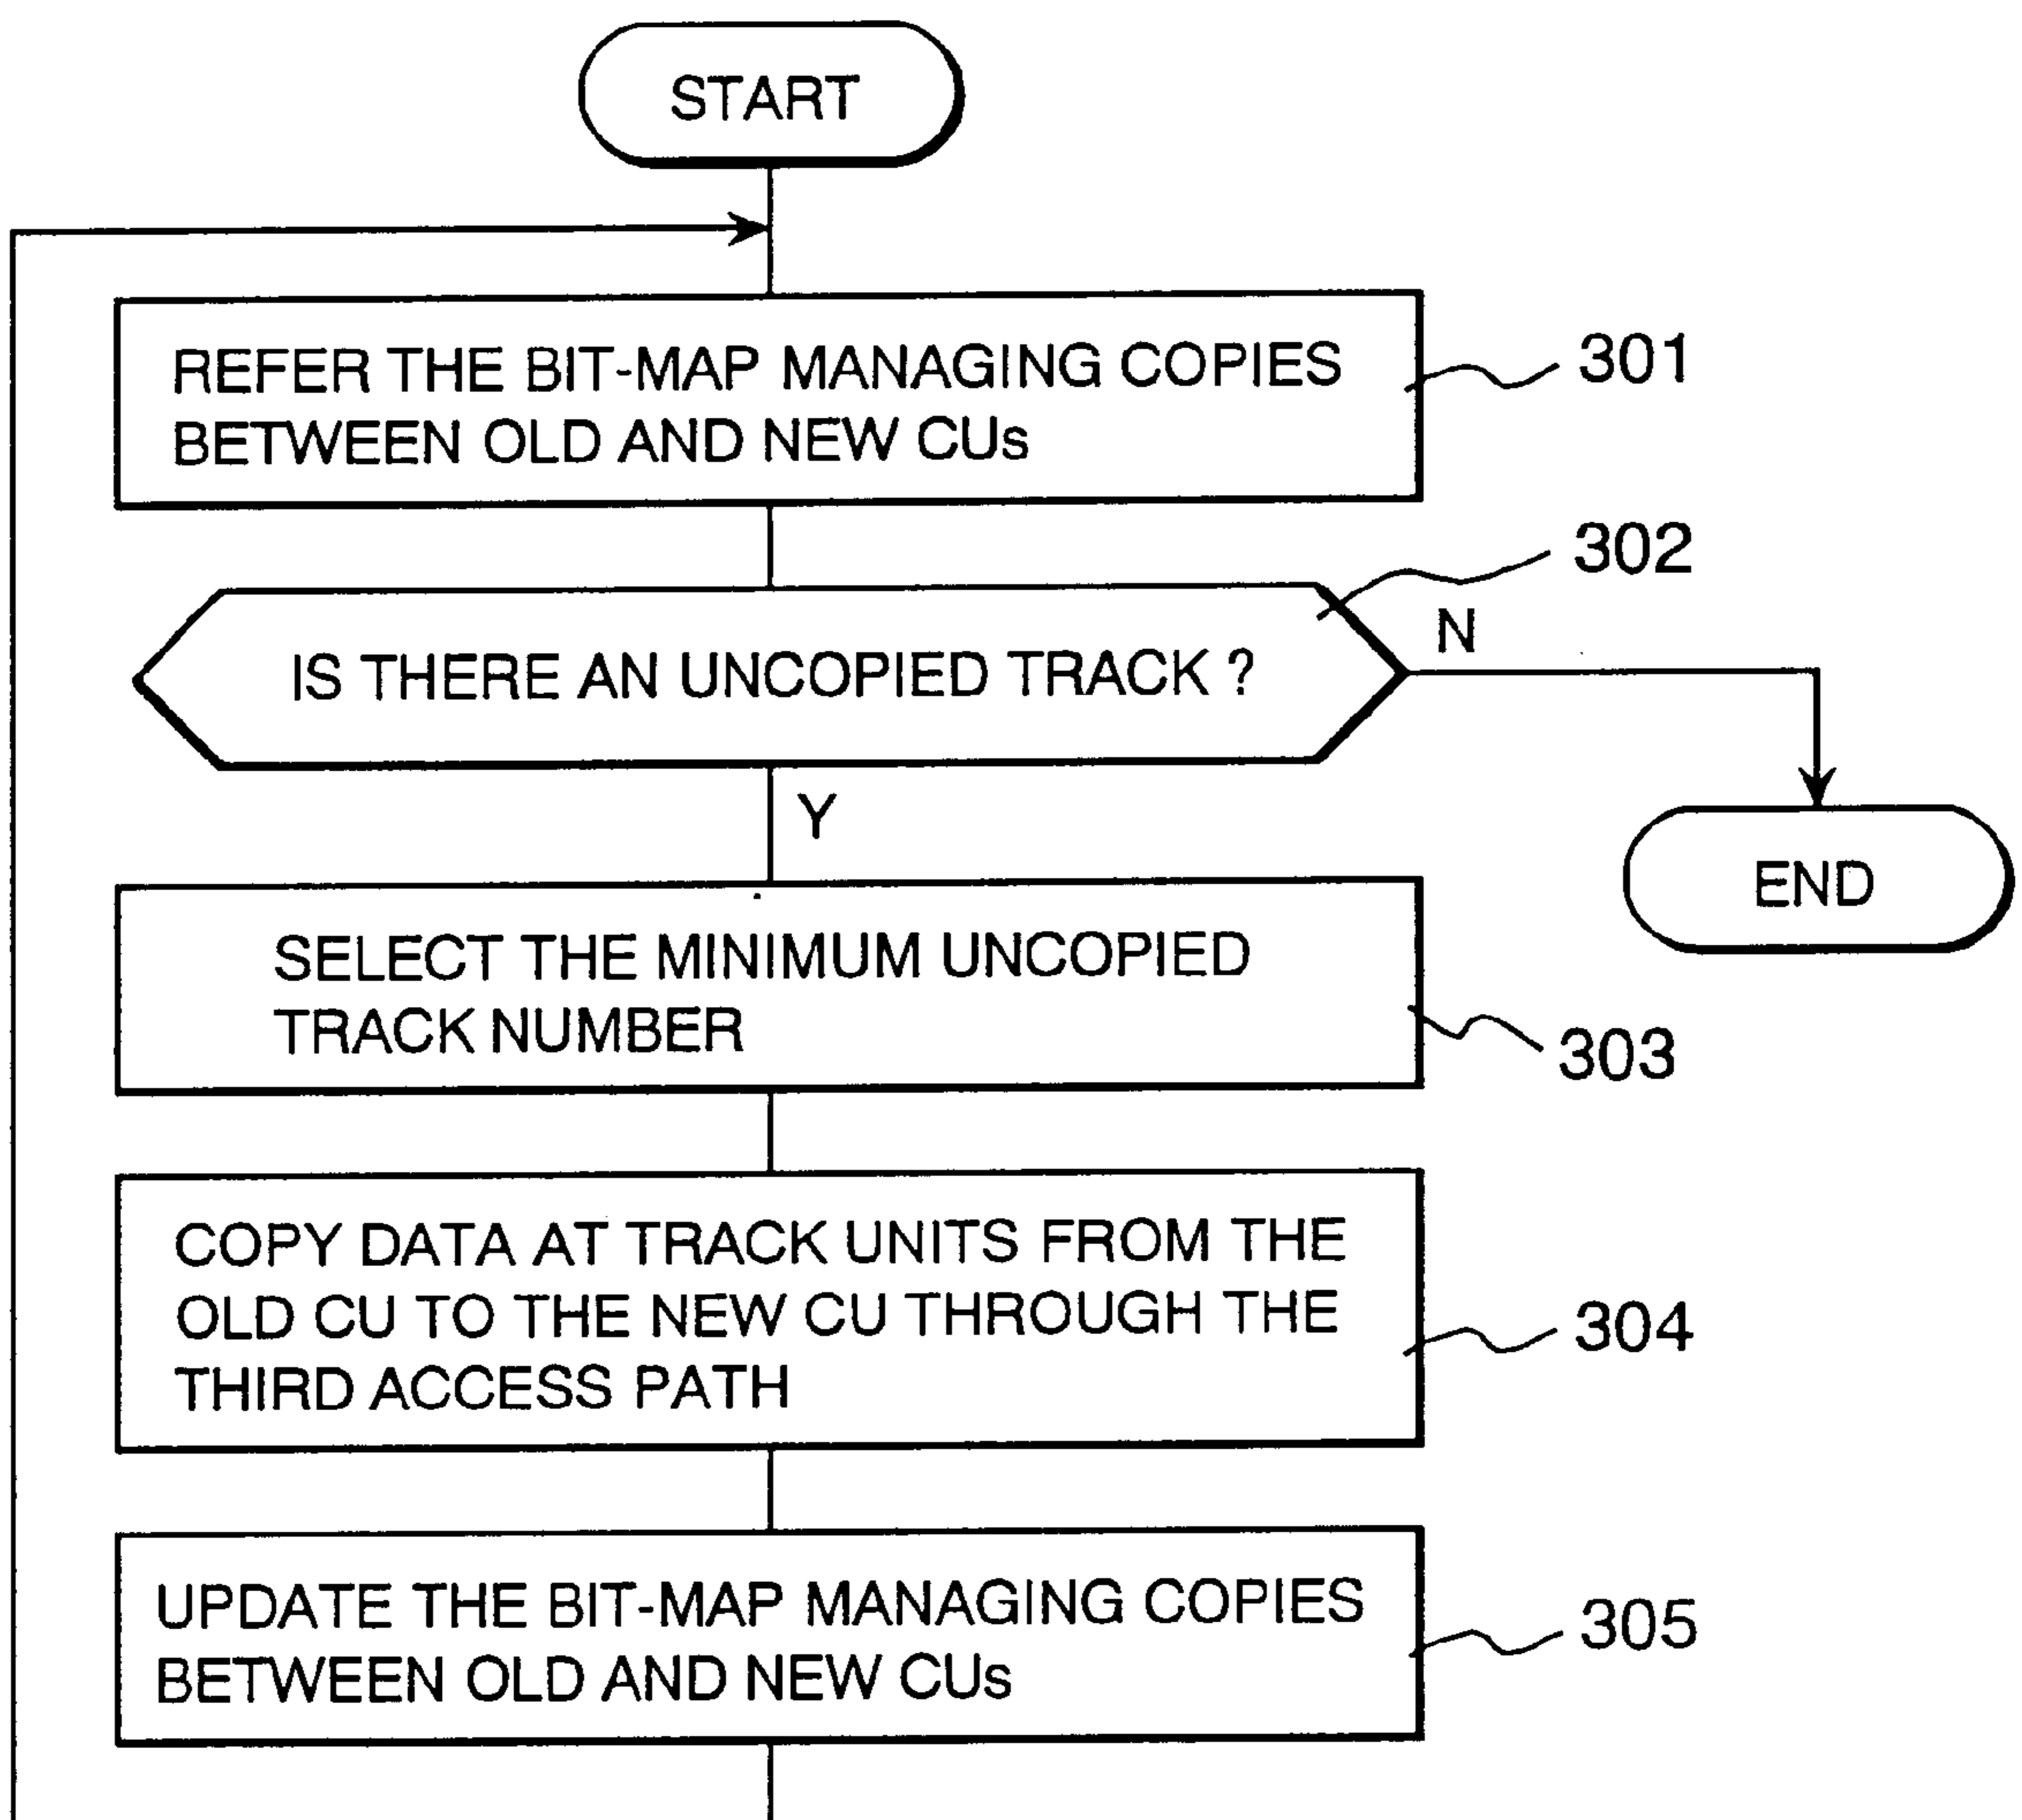 START
REFER THE BIT-MAP MANAGING COPIES
BETWEEN OLD AND NEW CUs
301
302
IS THERE AN UNCOPIED TRACK ?
N
Y
END
SELECT THE MINIMUM UNCOPIED
TRACK NUMBER
303
COPY DATA AT TRACK UNITS FROM THE
OLD CU TO THE NEW CU THROUGH THE
THIRD ACCESS PATH
304
UPDATE THE BIT-MAP MANAGING COPIES
BETWEEN OLD AND NEW CUs
305